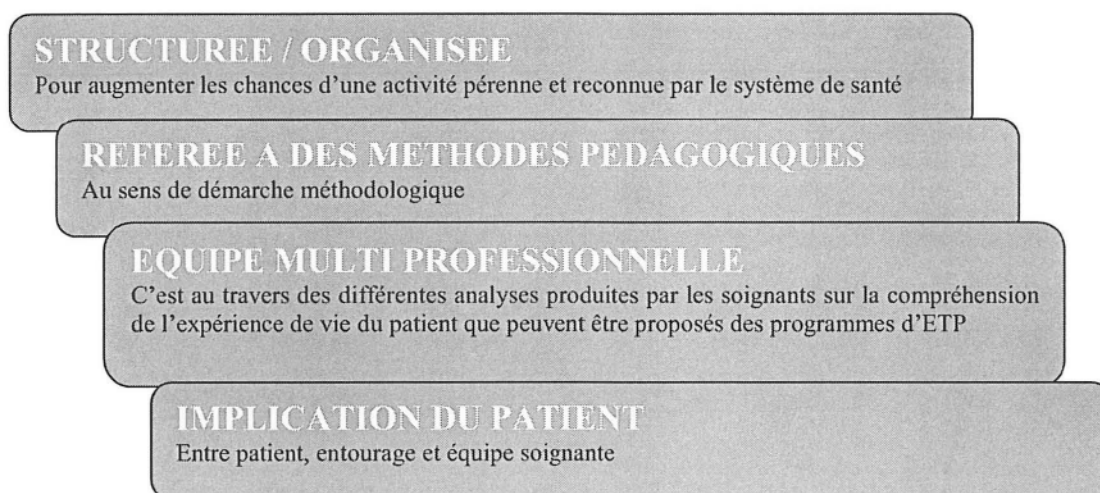 STRUCTUREE / ORGANISEE
Pour augmenter les chances d'une activité pérenne et reconnue par le système de santé
REFEREE A DES METHODES PEDAGOGIQUES
Au sens de démarche méthodologique
EQUIPE MULTI PROFESSIONNELLE
C'est au travers des différentes analyses produites par les soignants sur la compréhension
de l'expérience de vie du patient que peuvent être proposés des programmes d'ETP
IMPLICATION DU PATIENT
Entre patient, entourage et équipe soignante